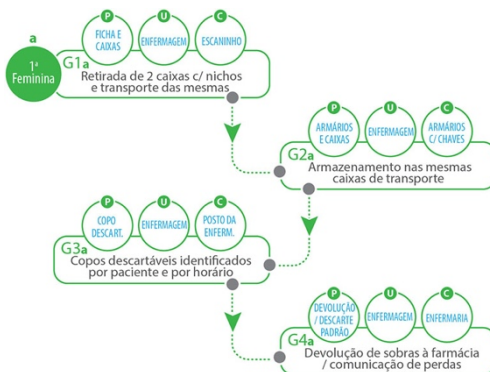 a
1ª
Feminina
P
U
C
FICHA E
CAIXAS
ENFERMAGEM
ESCANINHO
G1a
Retirada de 2 caixas c/ nichos
e transporte das mesmas
P
U
C
ARMÁRIOS
E CAIXAS
ENFERMAGEM
ARMÁRIOS
C/ CHAVES
G2a
Armazenamento nas mesmas
caixas de transporte
P
U
C
COPO
DESCART.
ENFERMAGEM
POSTO DA
ENFERM.
G3a
Copos descartáveis identificados
por paciente e por horário
P
U
C
DEVOLUÇÃO
/ DESCARTE
PADRÃO
ENFERMAGEM
ENFERMARIA
G4a
Devolução de sobras à farmácia
/ comunicação de perdas